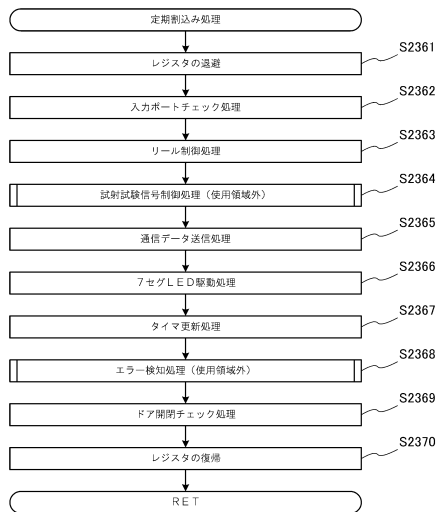 定期割込み処理
レジスタの退避
S2361
入力ポートチェック処理
S2362
リール制御処理
S2363
試射試験信号制御処理（使用領域外）
S2364
通信データ送信処理
S2365
７セグＬＥＤ駆動処理
S2366
タイマ更新処理
S2367
エラー検知処理（使用領域外）
S2368
ドア開閉チェック処理
S2369
レジスタの復帰
S2370
ＲＥＴ